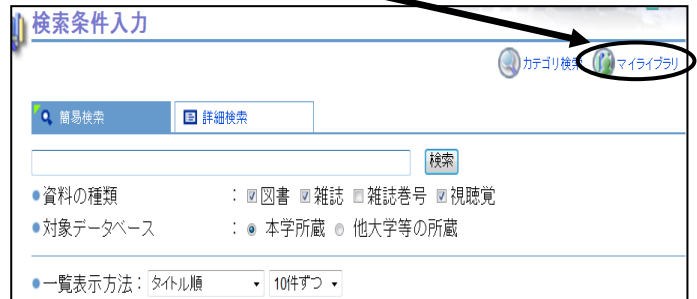 検索条件入力
カテゴリ検索 マイライブラリ
簡易検索 詳細検索
検索
資料の種類 : 図書 雑誌 雑誌巻号 視聴覚
対象データベース : 本学所蔵 他大学等の所蔵
一覧表示方法: タイトル順 10件ずつ